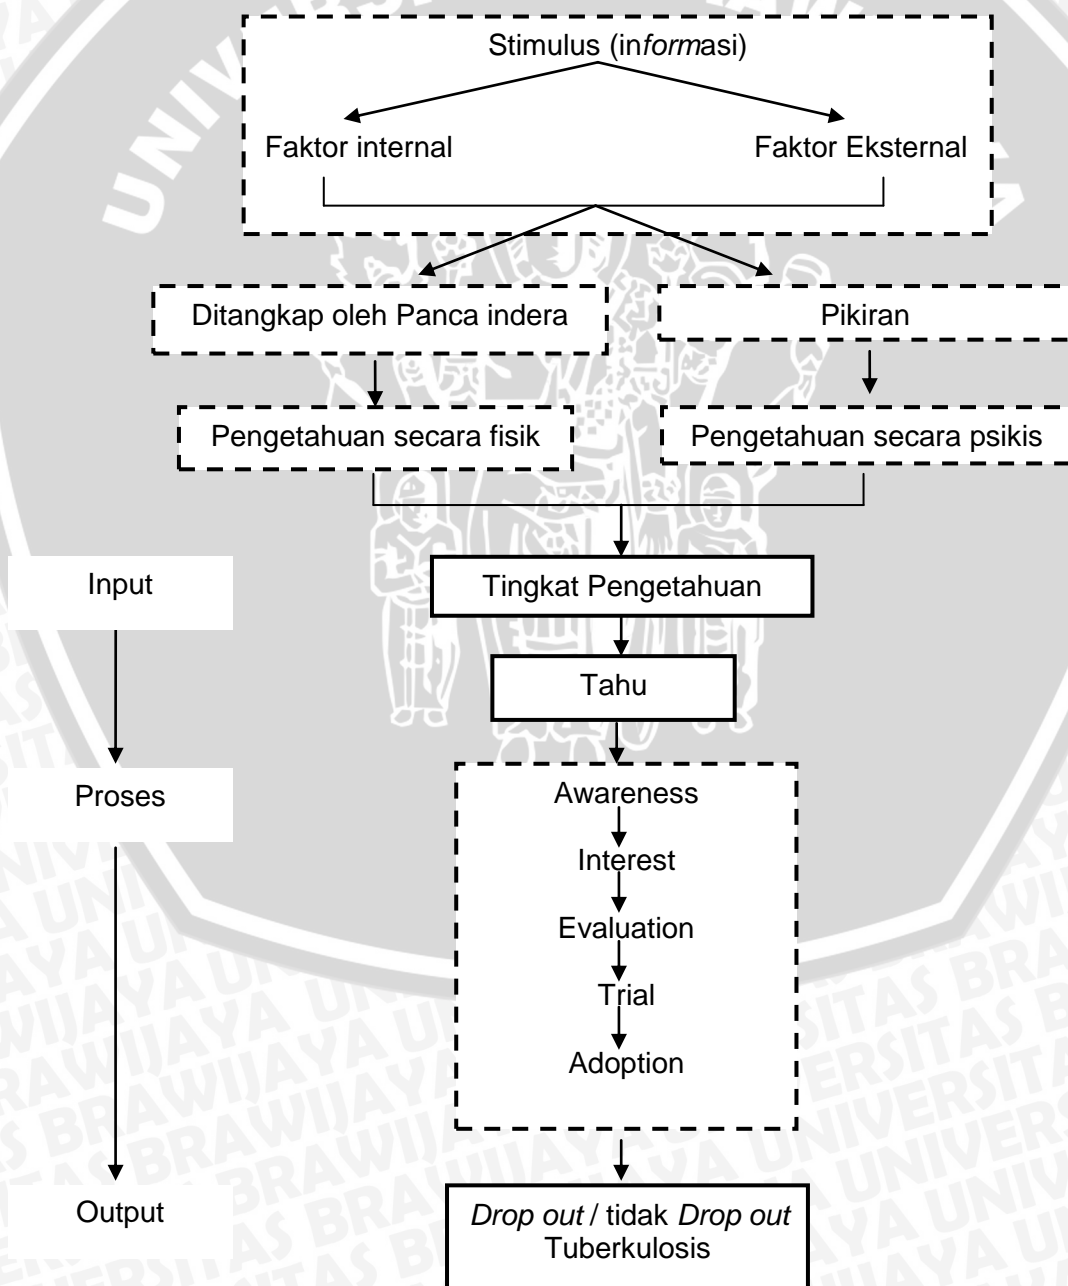 Stimulus (informasi)
Faktor internal
Faktor Eksternal
Ditangkap oleh Panca indera
Pikiran
Pengetahuan secara fisik
Pengetahuan secara psikis
Input
Tingkat Pengetahuan
Tahu
Proses
Awareness
Interest
Evaluation
Trial
Adoption
Output
Drop out / tidak Drop out
Tuberkulosis